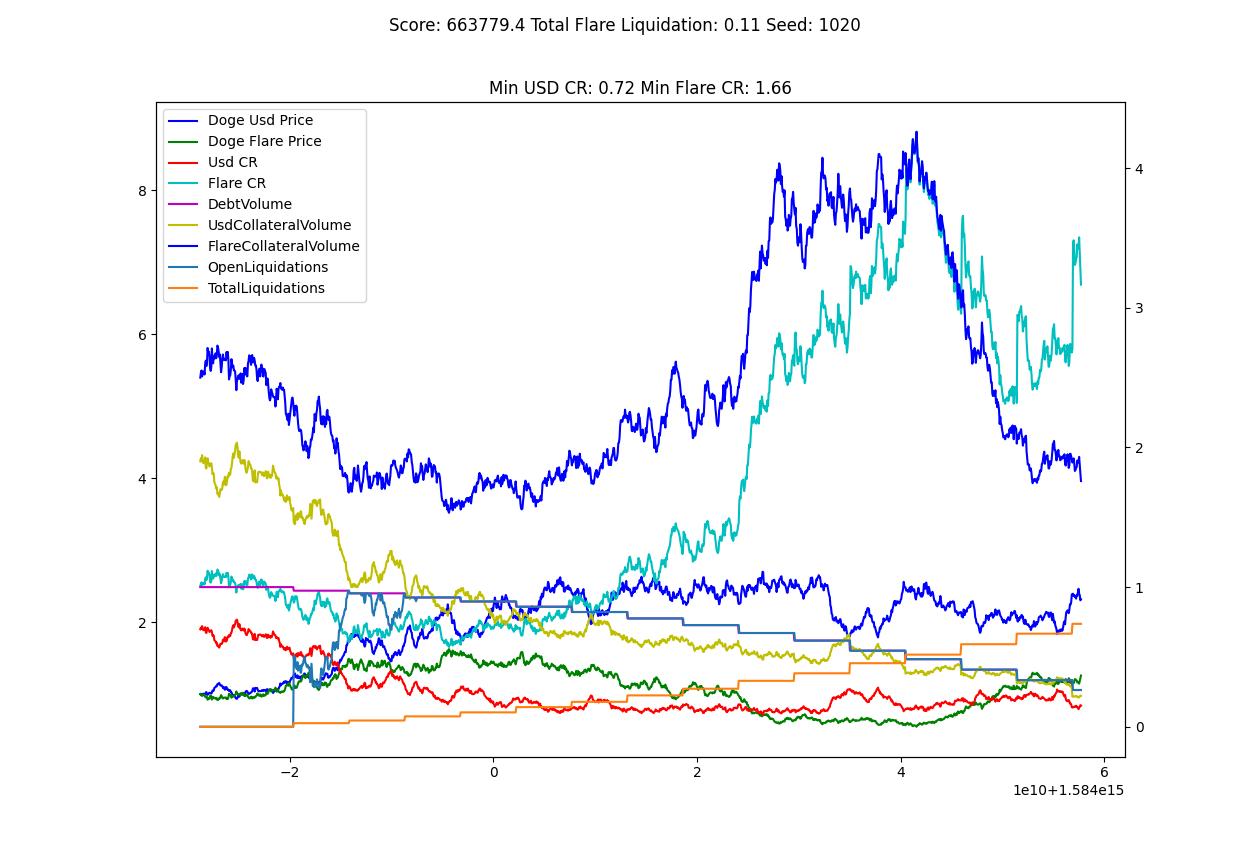 Score: 663779.4 Total Flare Liquidation: 0.11 Seed: 1020
Min USD CR: 0.72 Min Flare CR: 1.66
Doge Usd Price
Doge Flare Price
Usd CR
Flare CR
DebtVolume
UsdCollateralVolume
FlareCollateralVolume
OpenLiquidations
TotalLiquidations
8
6
4
2
4
3
2
1
0
−2
0
2
4
6
1e10+1.584e15